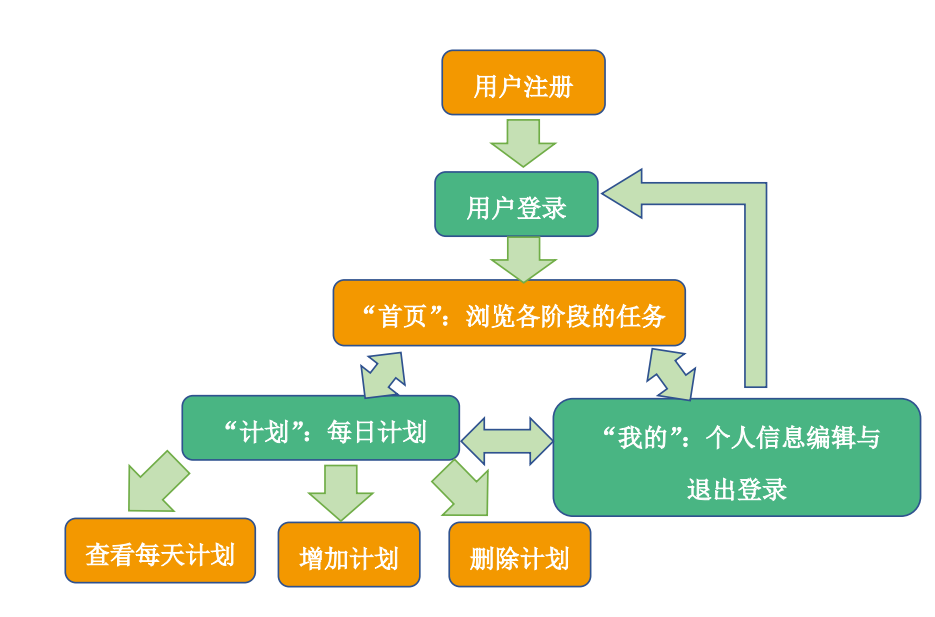 用户注册
用户登录
“首页”：浏览各阶段的任务
“计划”：每日计划
“我的”：个人信息编辑与
退出登录
查看每天计划
增加计划
删除计划